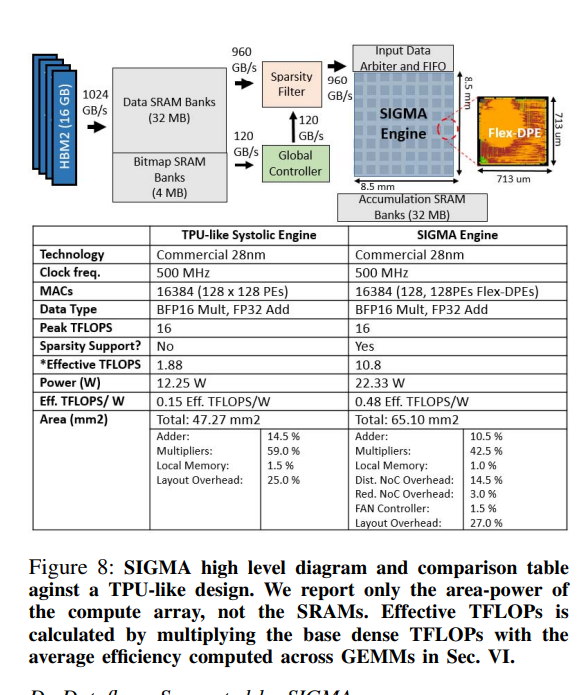 960
GB/s
Input Data
Arbiter and FIFO
HBM2 (16 GB)
1024
GB/s
Data SRAM Banks
(32 MB)
Sparsity
Filter
960
GB/s
SIGMA
Engine
8.5 mm
Flex-DPE
713 um
120
GB/s
120
GB/s
Bitmap SRAM
Banks
(4 MB)
Global
Controller
8.5 mm
713 um
Accumulation SRAM
Banks (32 MB)
TPU-like Systolic Engine SIGMA Engine
Technology Commercial 28nm Commercial 28nm
Clock freq. 500 MHz 500 MHz
MACs 16384 (128 x 128 PEs) 16384 (128, 128PEs Flex-DPEs)
Data Type BFP16 Mult, FP32 Add BFP16 Mult, FP32 Add
Peak TFLOPS 16 16
Sparsity Support? No Yes
*Effective TFLOPS 1.88 10.8
Power (W) 12.25 W 22.33 W
Eff. TFLOPS/ W 0.15 Eff. TFLOPS/W 0.48 Eff. TFLOPS/W
Area (mm2) Total: 47.27 mm2 Total: 65.10 mm2
Adder: 14.5 % Adder: 10.5 %
Multipliers: 59.0 % Multipliers: 42.5 %
Local Memory: 1.5 % Local Memory: 1.0 %
Layout Overhead: 25.0 % Dist. NoC Overhead: 14.5 %
Red. NoC Overhead: 3.0 %
FAN Controller: 1.5 %
Layout Overhead: 27.0 %
Figure 8: SIGMA high level diagram and comparison table
aginst a TPU-like design. We report only the area-power of
the compute array, not the SRAMs. Effective TFLOPs is
calculated by multiplying the base dense TFLOPs with the
average efficiency computed across GEMMs in Sec. VI.